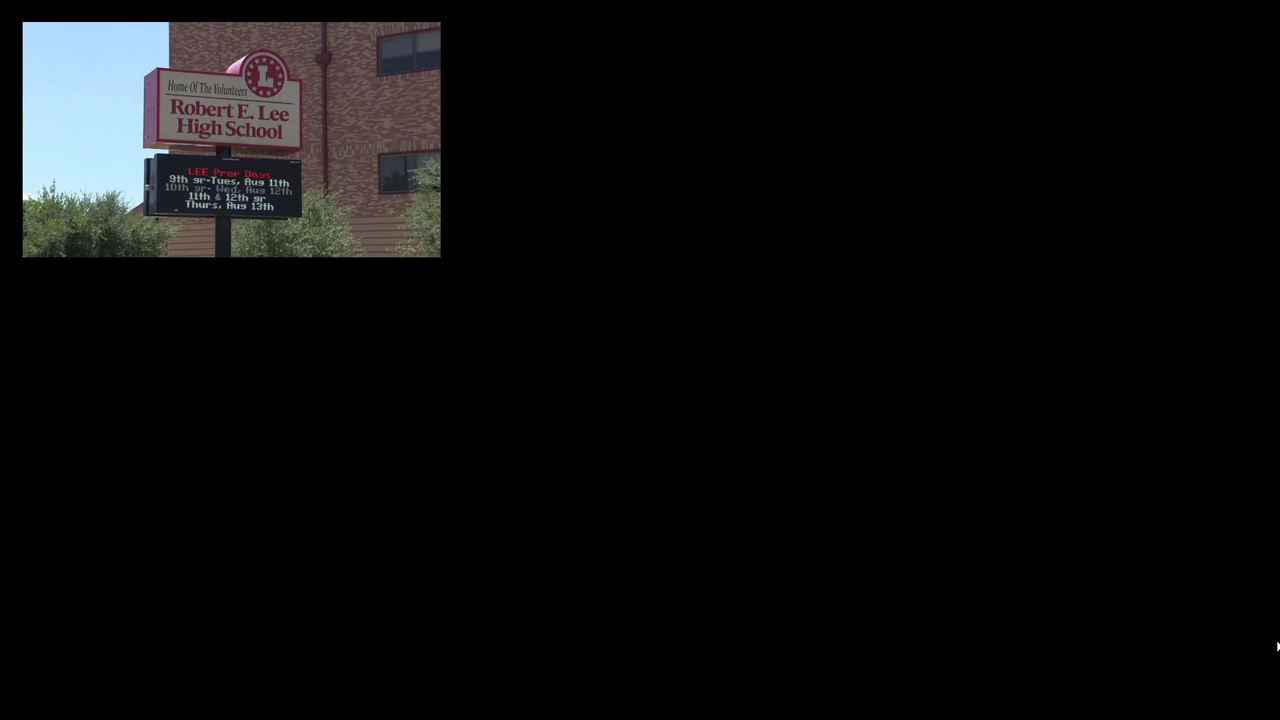 L
Home Of The Volunteers
Robert E. Lee
High School
LEE Prep Days
9th gr-Tues, Aug 11th
10th gr- Wed, Aug 12th
11th & 12th gr
Thurs, Aug 13th